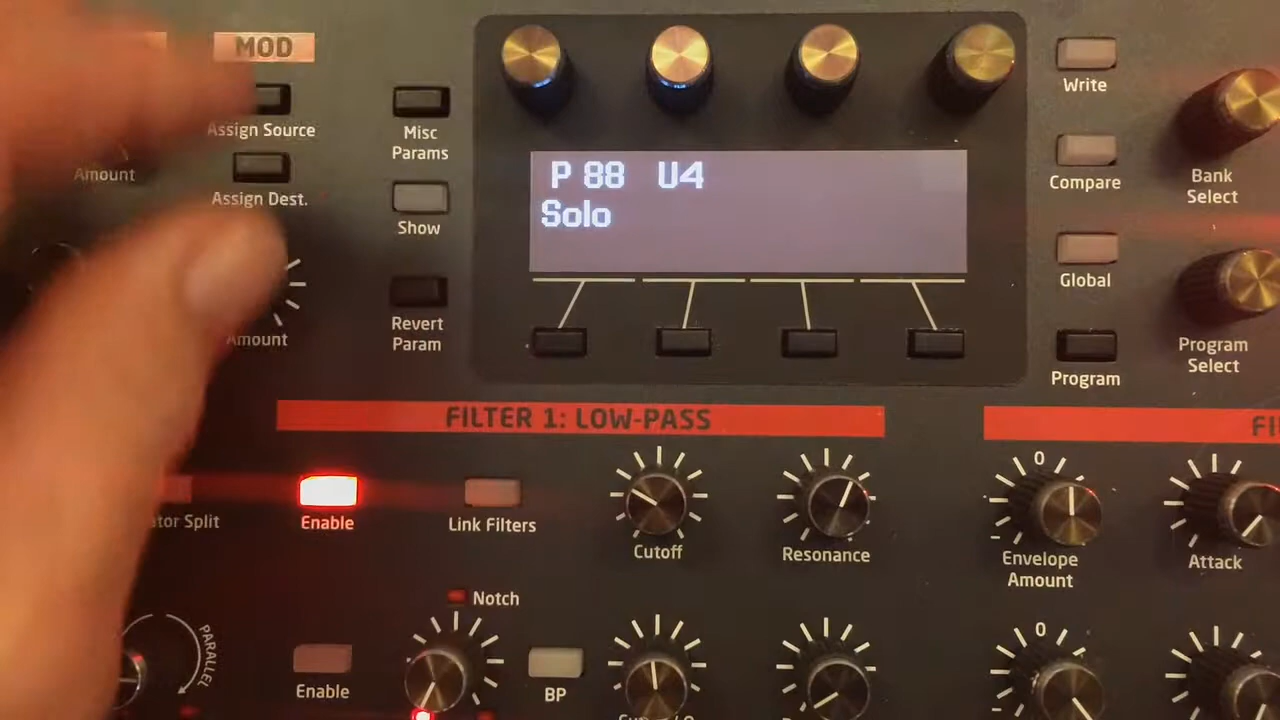 MOD
Assign Source
Amount
Assign Dest.
Amount
Misc
Params
Show
Revert
Param
P 88 U4
Solo
Write
Compare
Global
Program
Bank
Select
Program
Select
FILTER 1: LOW-PASS
Split
Enable
Link Filters
Cutoff
Resonance
0
Envelope
Amount
Attack
PARALLEL
Enable
Notch
BP
0